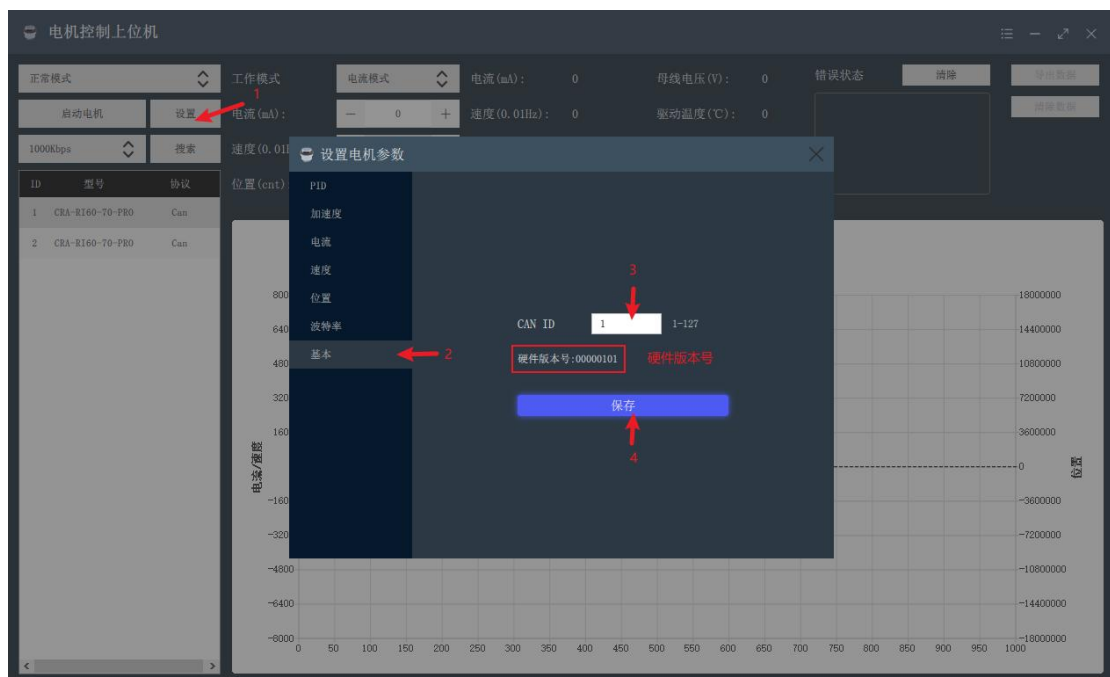 电机控制上位机
正常模式 工作模式 电流模式 电流(mA): 0 母线电压(V): 0 错误状态 清除 导出数据
1
启动电机 设置 电流(mA): − 0 + 速度(0.01Hz): 0 驱动温度(℃): 0 清除数据
1000Kbps 搜索 速度(0.01H
设置电机参数
ID 型号 协议 位置(cnt)
1 CRA-RI60-70-PRO Can
2 CRA-RI60-70-PRO Can
PID
加速度
电流
速度
位置
波特率
基本
2
3
CAN ID 1 1-127
硬件版本号:00000101 硬件版本号
保存
4
电流/速度
800
640
480
320
160
-160
-320
-4800
-6400
-8000
0 50 100 150 200 250 300 350 400 450 500 550 600 650 700 750 800 850 900 950 1000
18000000
14400000
10800000
7200000
3600000
0
-3600000
-7200000
-10800000
-14400000
-18000000
位置